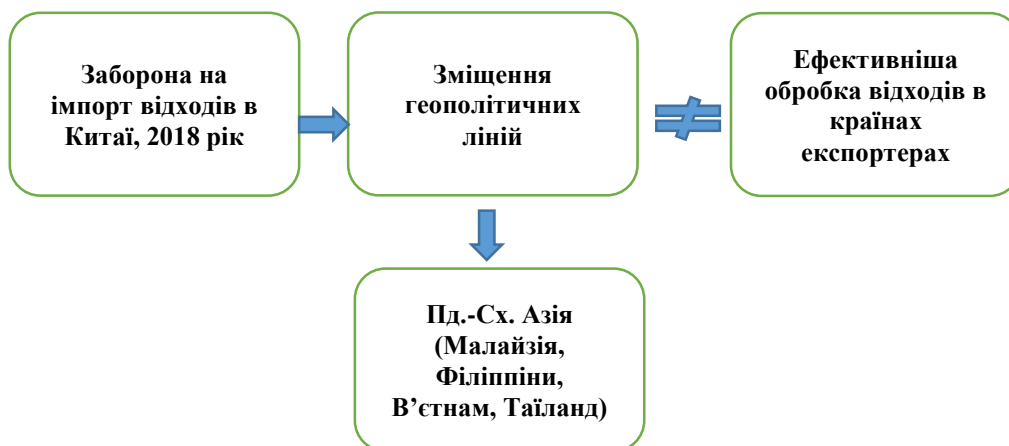 Заборона на
імпорт відходів в
Китаї, 2018 рік
Зміщення
геополітичних
ліній
Ефективніша
обробка відходів в
країнах
експортерах
Пд.-Сх. Азія
(Малайзія,
Філіппіни,
В’єтнам, Таїланд)